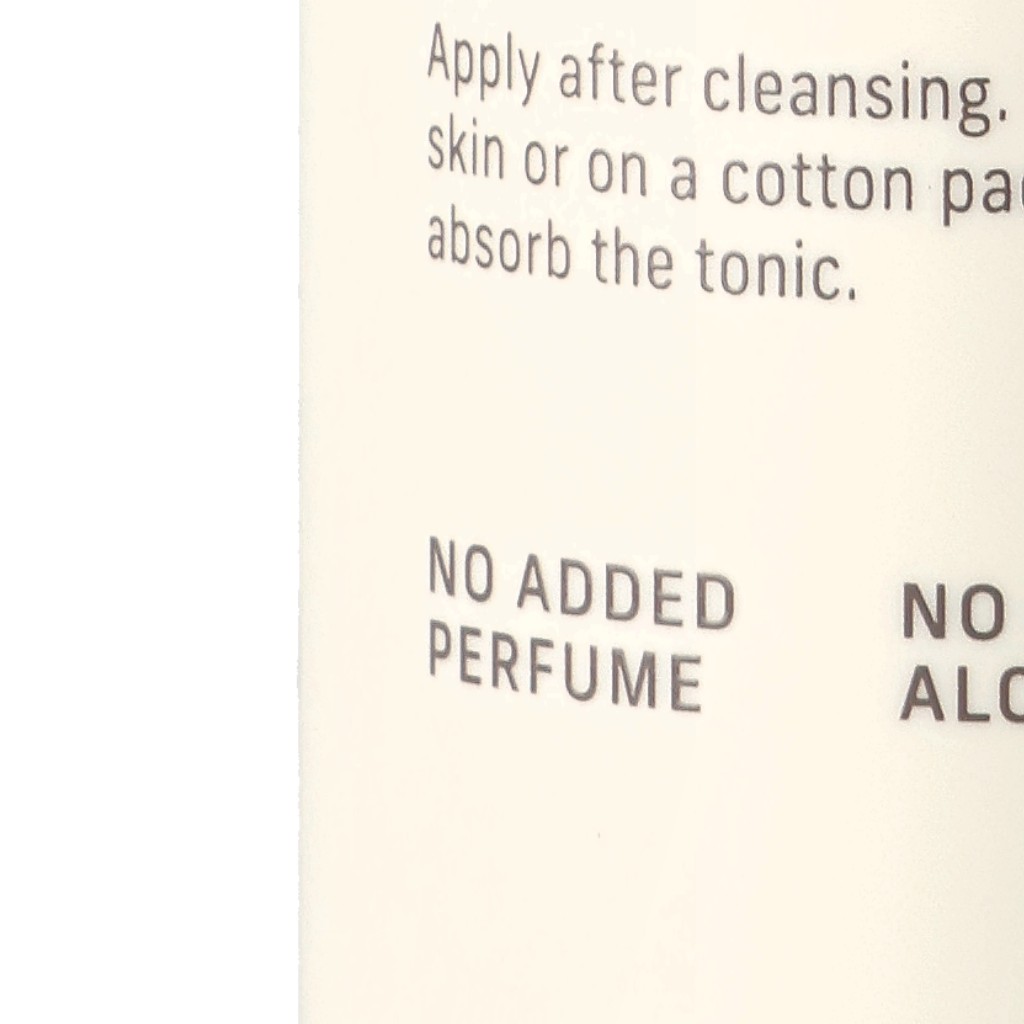 Apply after cleansing.
skin or on a cotton
absorb the tonic.
NO ADDED
PERFUME
NO